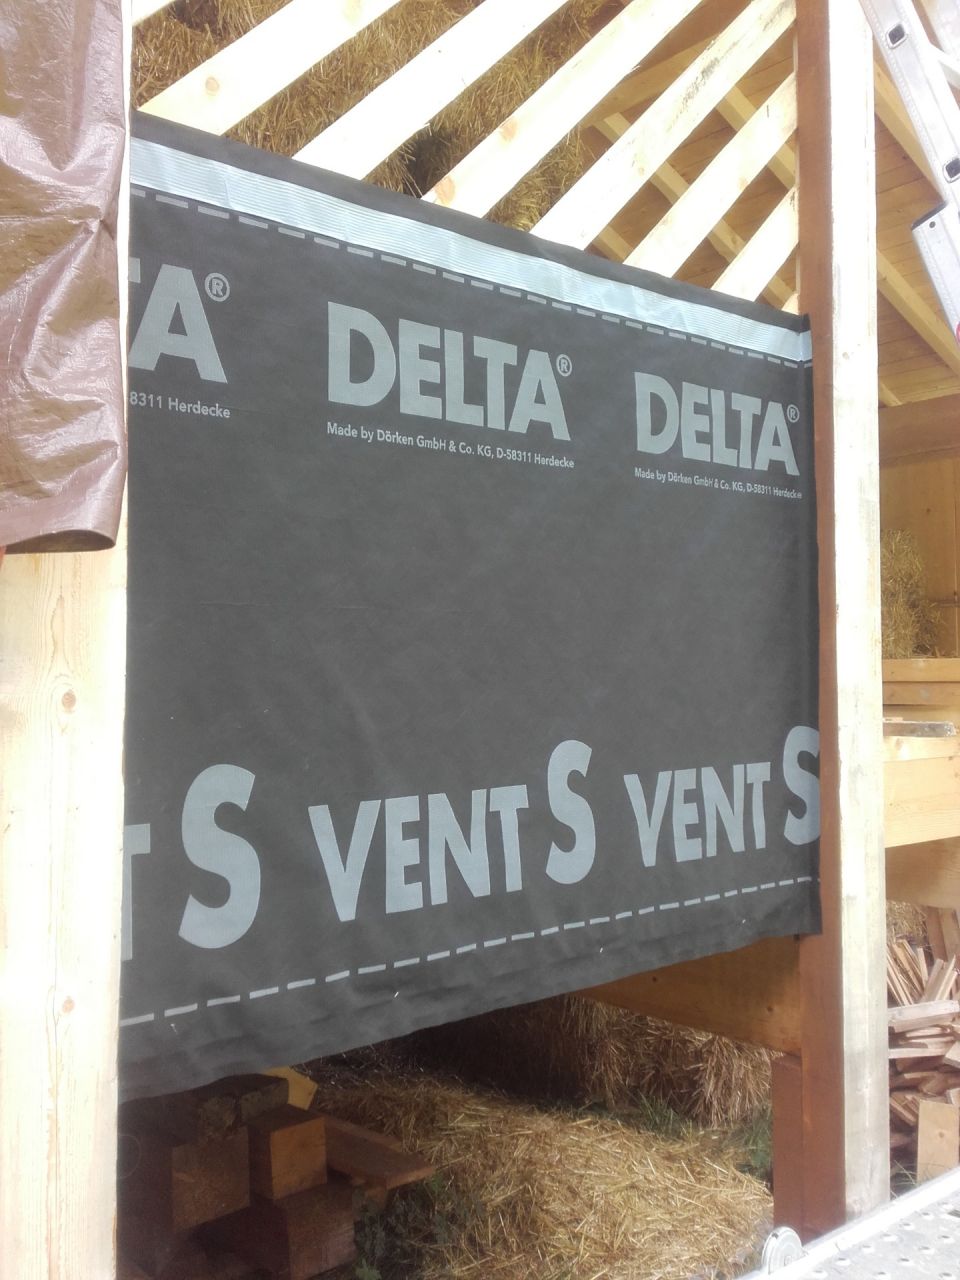 TA®
8311 Herdecke
DELTA®
Made by Dörken GmbH & Co. KG, D-58311 Herdecke
DELTA®
Made by Dörken GmbH & Co. KG, D-58311 Herdecke
T S
VENT S
VENT S